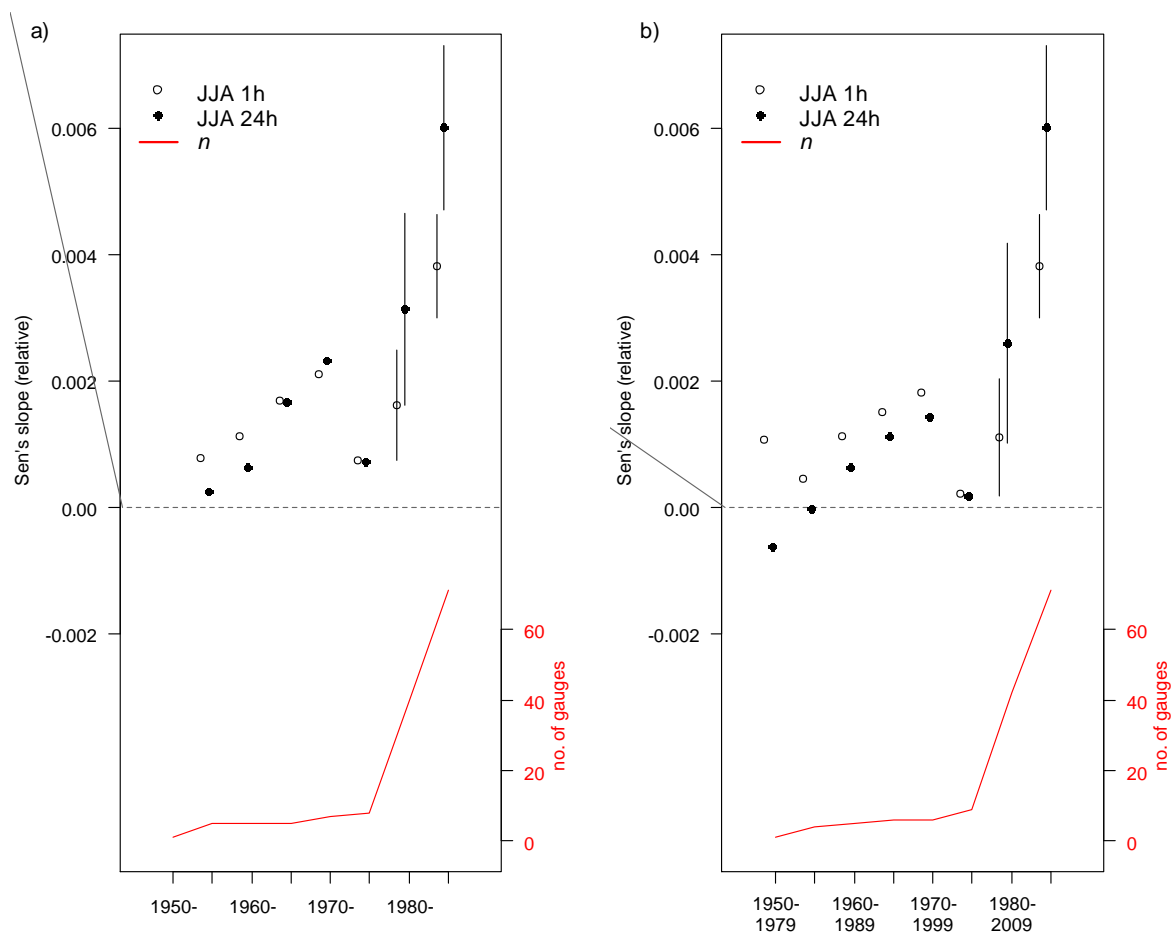 a)
JJA 1h
JJA 24h
n
0.006
0.004
0.002
0.00
-0.002
Sen's slope (relative)
60
40
20
0
no. of gauges
1950-
1960-
1970-
1980-
b)
JJA 1h
JJA 24h
n
0.006
0.004
0.002
0.00
-0.002
Sen's slope (relative)
60
40
20
0
no. of gauges
1950-
1979
1960-
1989
1970-
1999
1980-
2009